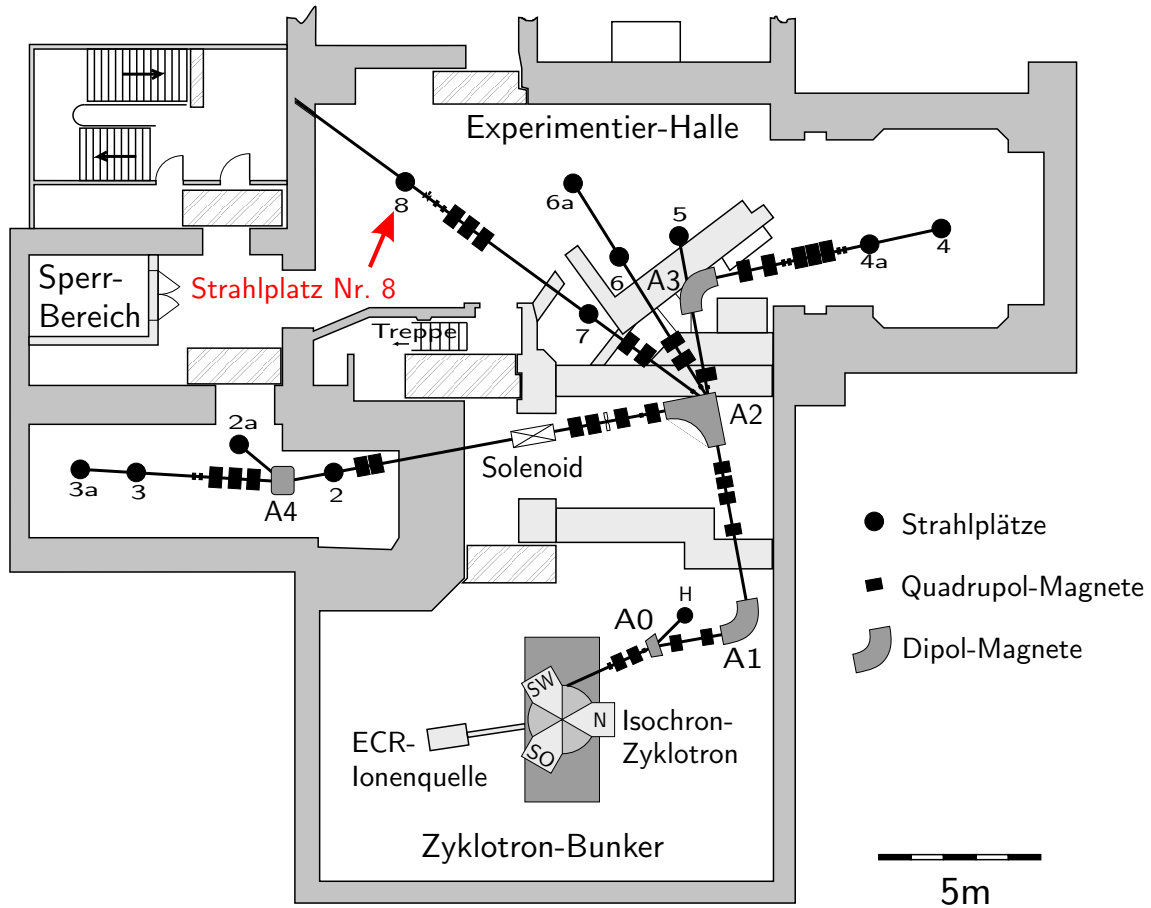 Experimentier-Halle
8
6a
5
4
4a
6
A3
Sperr-
Bereich
Strahlplatz Nr. 8
7
Treppe
A2
2a
Solenoid
3a
3
A4
2
Strahlplätze
Quadrupol-Magnete
Dipol-Magnete
H
A0
A1
SW
N
SO
Isochron-
Zyklotron
ECR-
Ionenquelle
Zyklotron-Bunker
5m